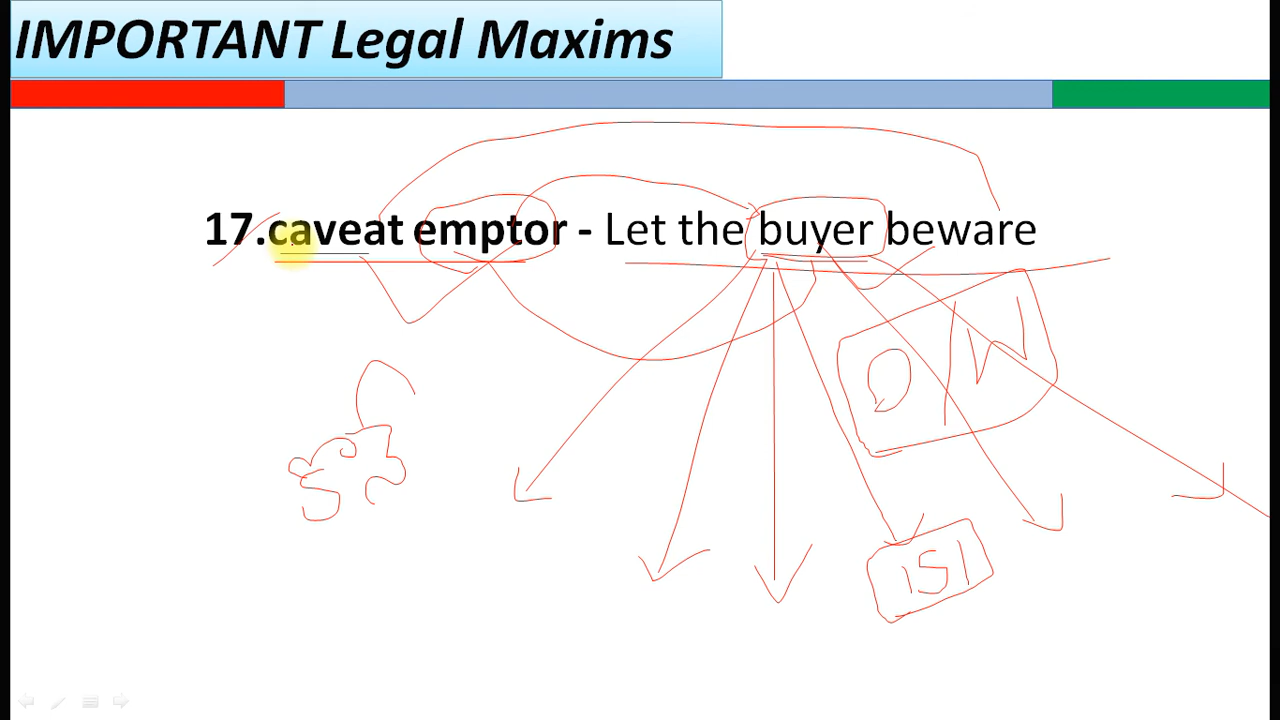 IMPORTANT Legal Maxims
17.caveat emptor - Let the buyer beware
ISI